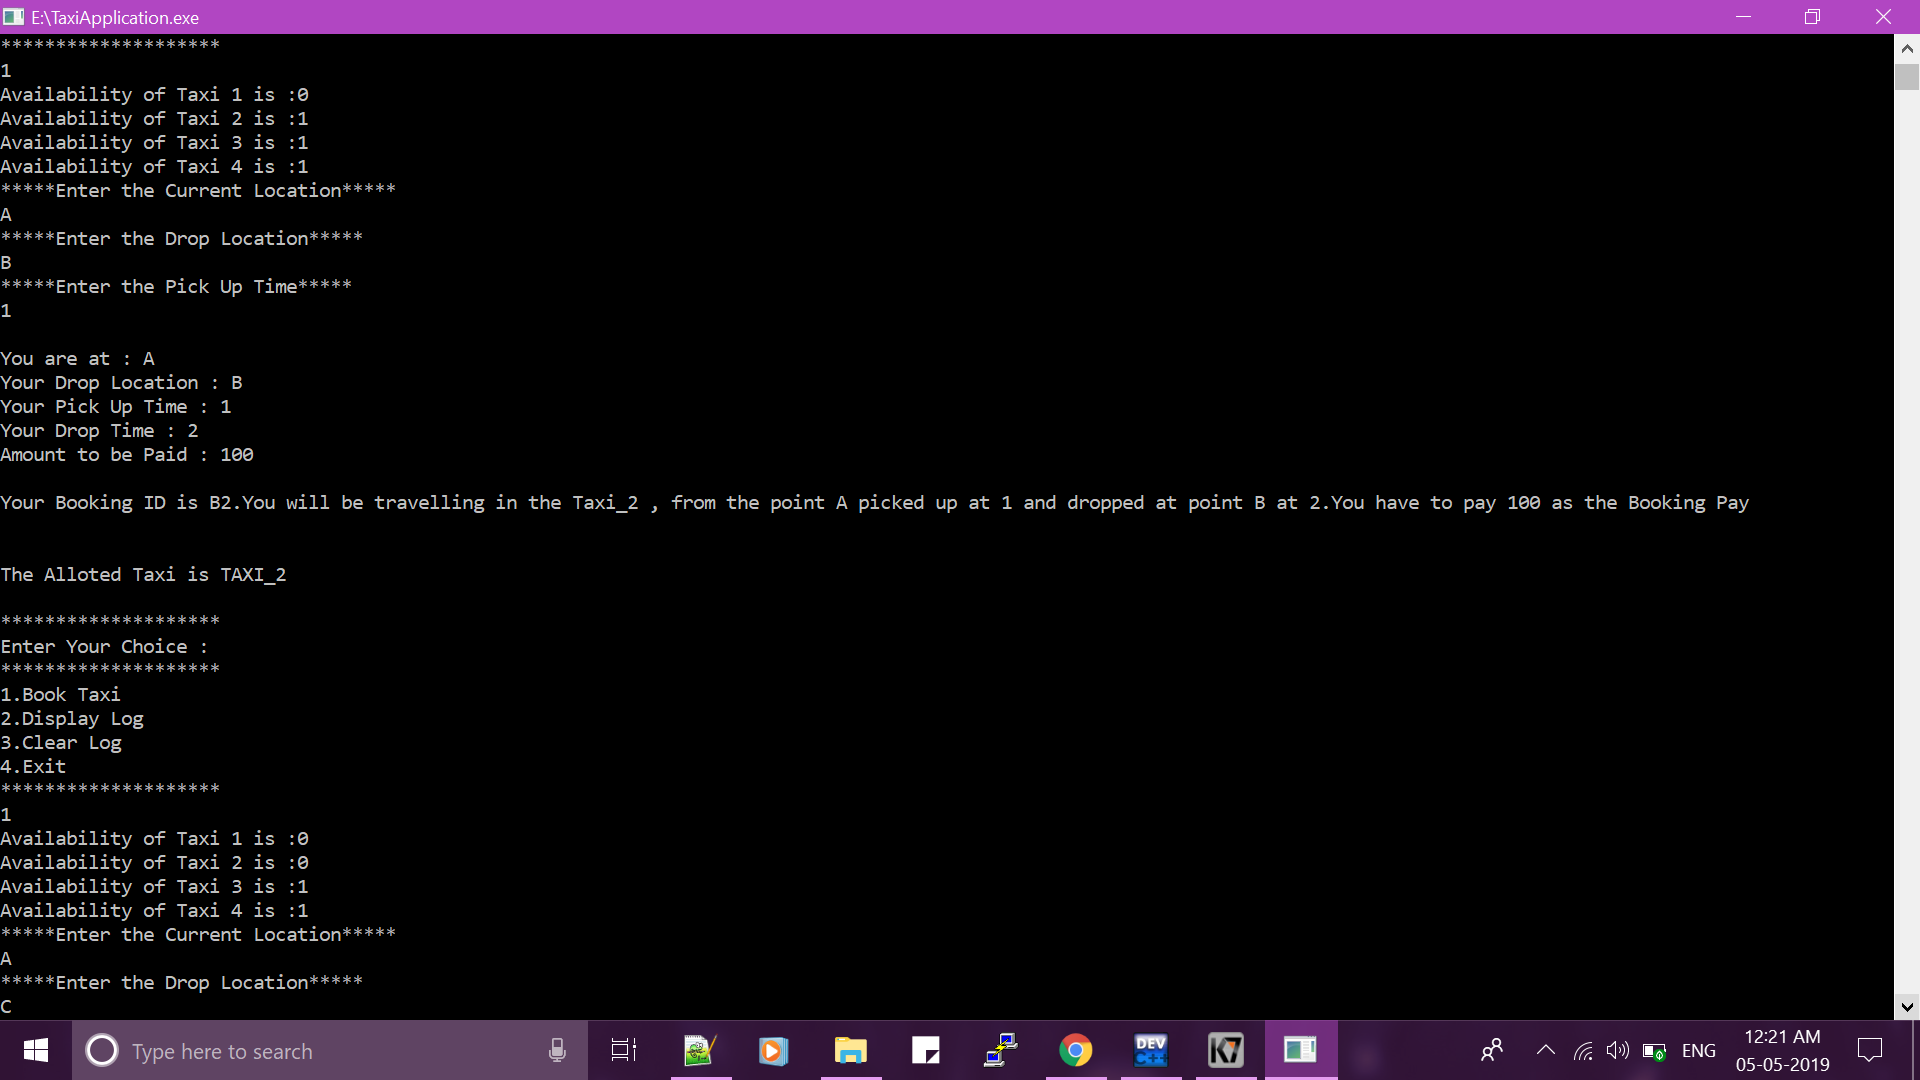 E:\TaxiApplication.exe
********************
1
Availability of Taxi 1 is :0
Availability of Taxi 2 is :1
Availability of Taxi 3 is :1
Availability of Taxi 4 is :1
*****Enter the Current Location*****
A
*****Enter the Drop Location*****
B
*****Enter the Pick Up Time*****
1
You are at : A
Your Drop Location : B
Your Pick Up Time : 1
Your Drop Time : 2
Amount to be Paid : 100
Your Booking ID is B2.You will be travelling in the Taxi_2 , from the point A picked up at 1 and dropped at point B at 2.You have to pay 100 as the Booking Pay
The Alloted Taxi is TAXI_2
********************
Enter Your Choice :
********************
1.Book Taxi
2.Display Log
3.Clear Log
4.Exit
********************
1
Availability of Taxi 1 is :0
Availability of Taxi 2 is :0
Availability of Taxi 3 is :1
Availability of Taxi 4 is :1
*****Enter the Current Location*****
A
*****Enter the Drop Location*****
C
Type here to search
DEV
C++
K7
ENG
12:21 AM
05-05-2019